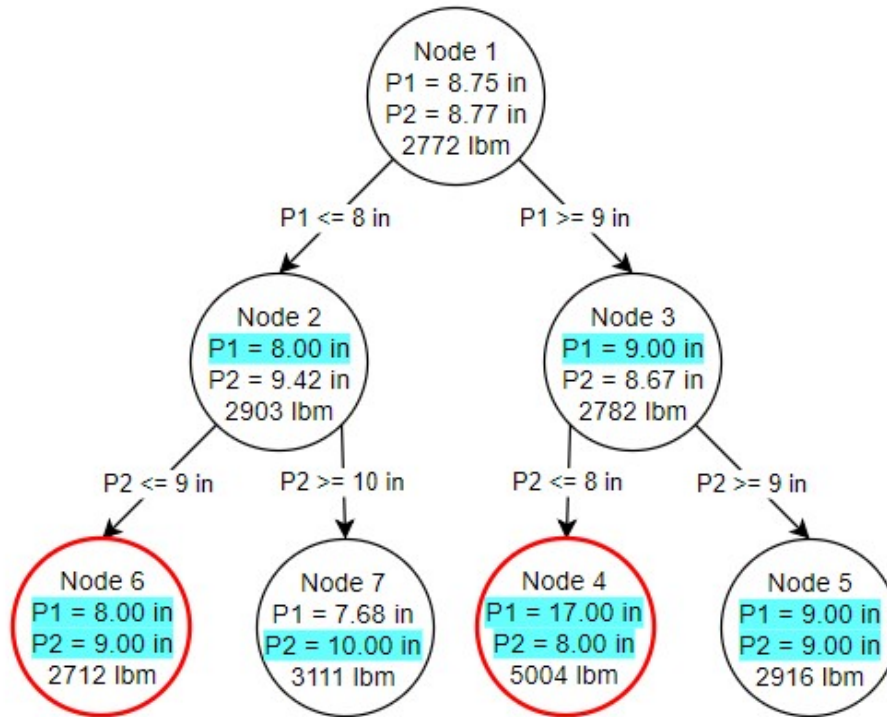 Node 1
P1 = 8.75 in
P2 = 8.77 in
2772 lbm
P1 <= 8 in
P1 >= 9 in
Node 2
P1 = 8.00 in
P2 = 9.42 in
2903 lbm
Node 3
P1 = 9.00 in
P2 = 8.67 in
2782 lbm
P2 <= 9 in
P2 >= 10 in
P2 <= 8 in
P2 >= 9 in
Node 6
P1 = 8.00 in
P2 = 9.00 in
2712 lbm
Node 7
P1 = 7.68 in
P2 = 10.00 in
3111 lbm
Node 4
P1 = 17.00 in
P2 = 8.00 in
5004 lbm
Node 5
P1 = 9.00 in
P2 = 9.00 in
2916 lbm